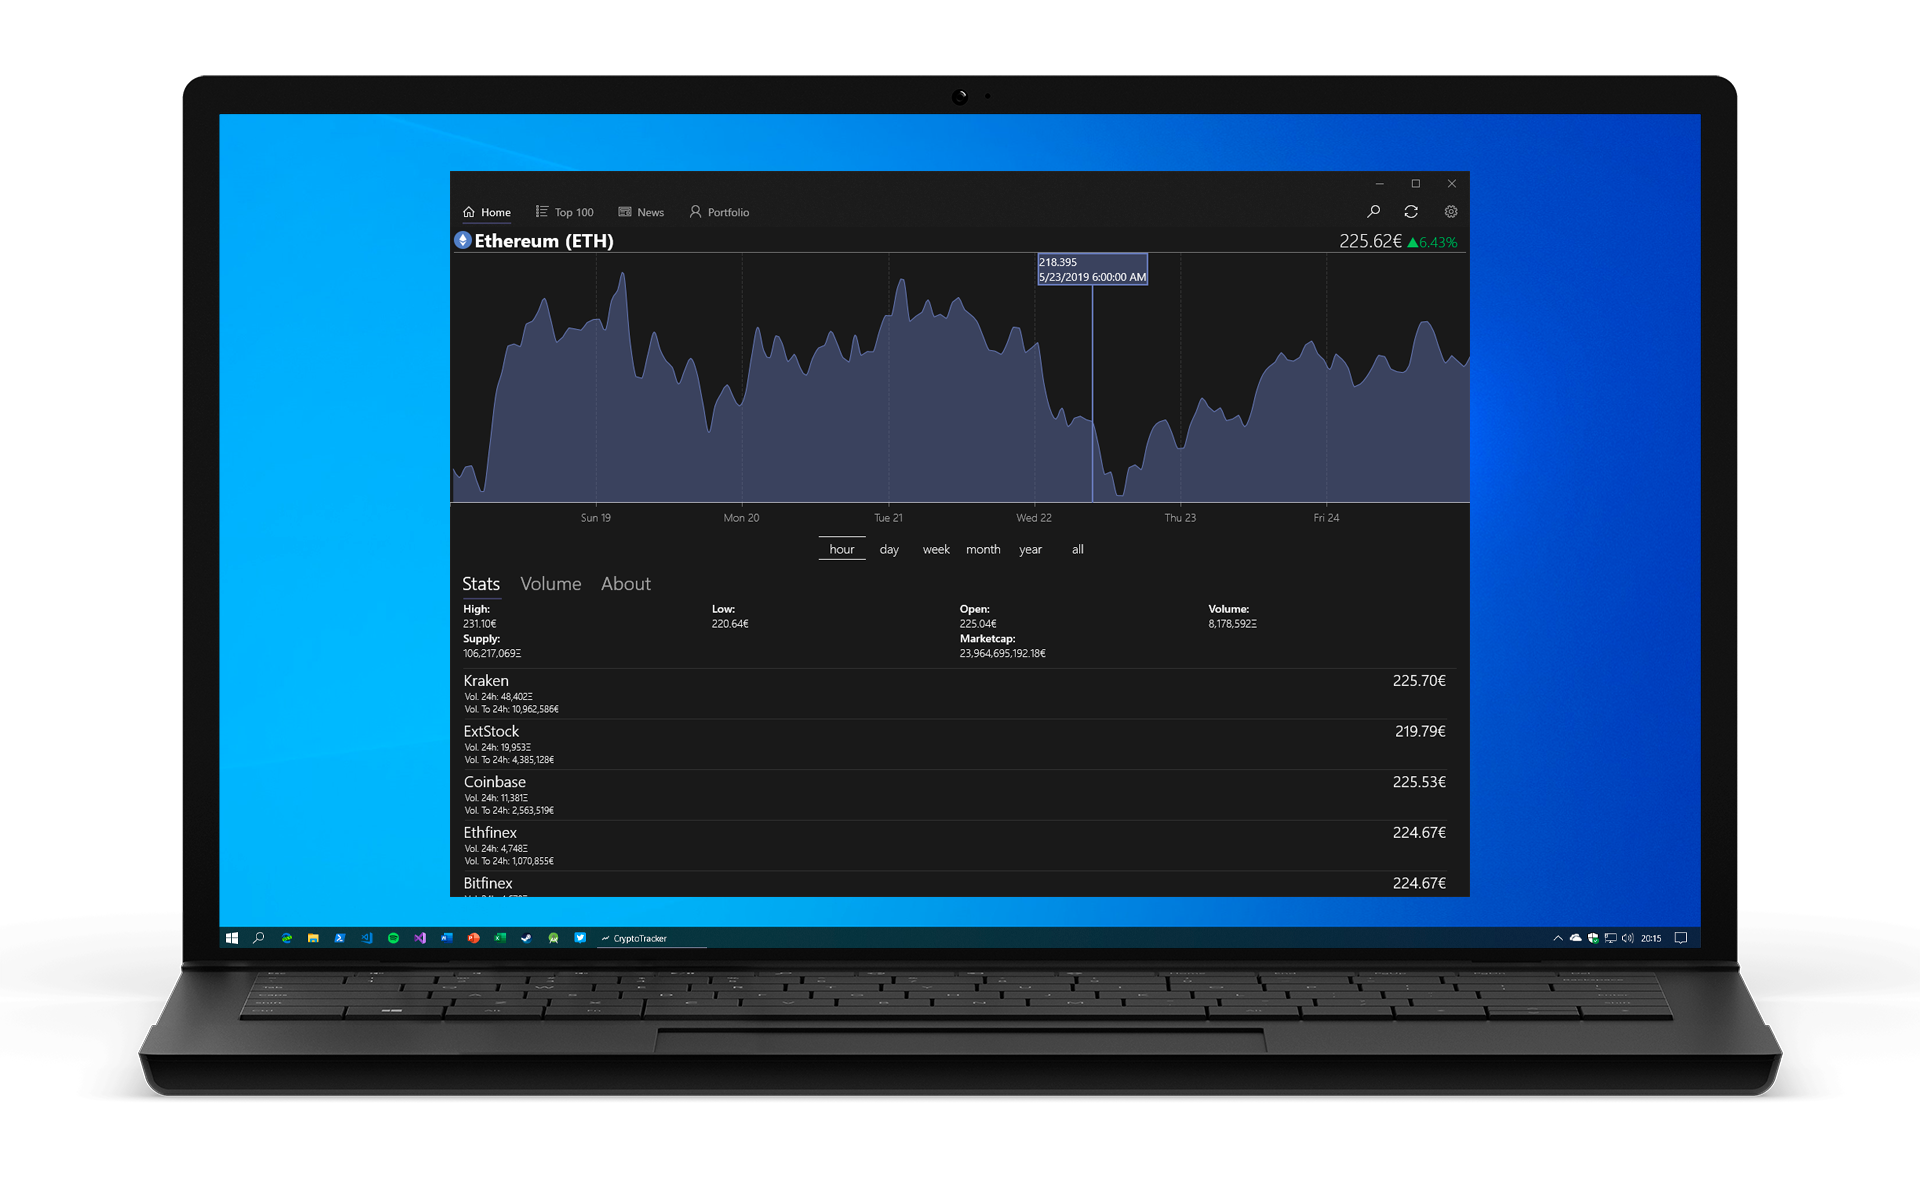 Home
Top 100
News
Portfolio
Ethereum (ETH)
225.62€ ▲6.43%
218.395
5/23/2019 6:00:00 AM
Sun 19
Mon 20
Tue 21
Wed 22
Thu 23
Fri 24
hour
day
week
month
year
all
Stats
Volume
About
High:
231.10€
Low:
220.64€
Open:
225.04€
Volume:
8,178,592Ξ
Supply:
106,217,069Ξ
Marketcap:
23,964,695,192.18€
Kraken
225.70€
Vol. 24h: 48,402Ξ
Vol. To 24h: 10,962,586€
ExtStock
219.79€
Vol. 24h: 19,953Ξ
Vol. To 24h: 4,385,128€
Coinbase
225.53€
Vol. 24h: 11,381Ξ
Vol. To 24h: 2,563,519€
Ethfinex
224.67€
Vol. 24h: 4,748Ξ
Vol. To 24h: 1,070,855€
Bitfinex
224.67€
CryptoTracker
20:15